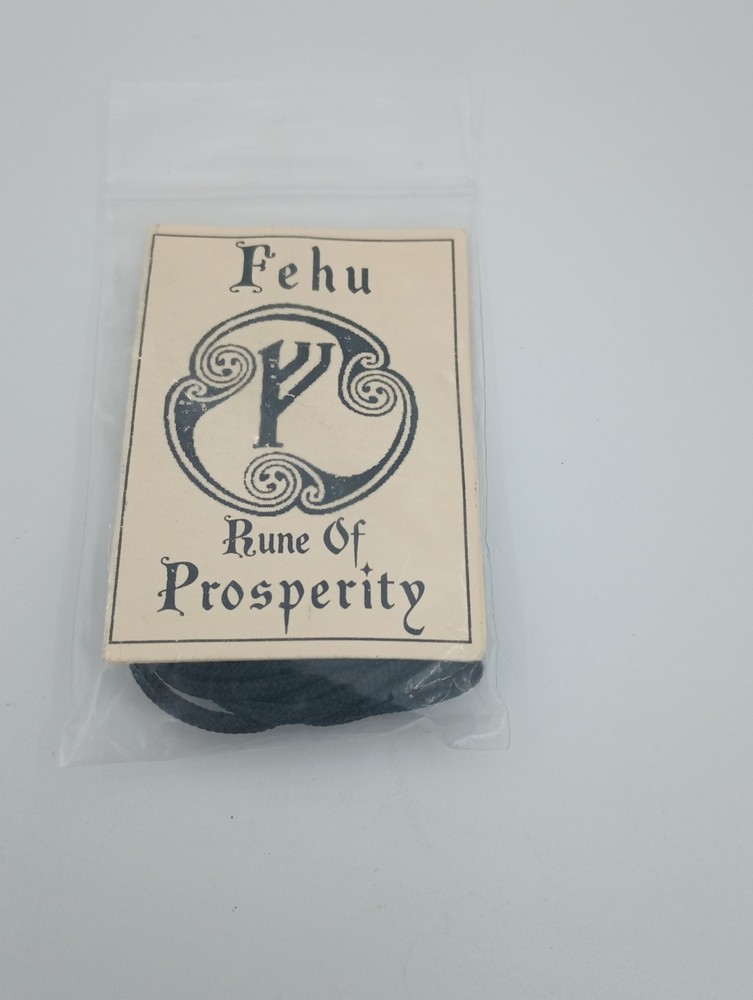 Fehu
ᚠ
Rune Of
Prosperity